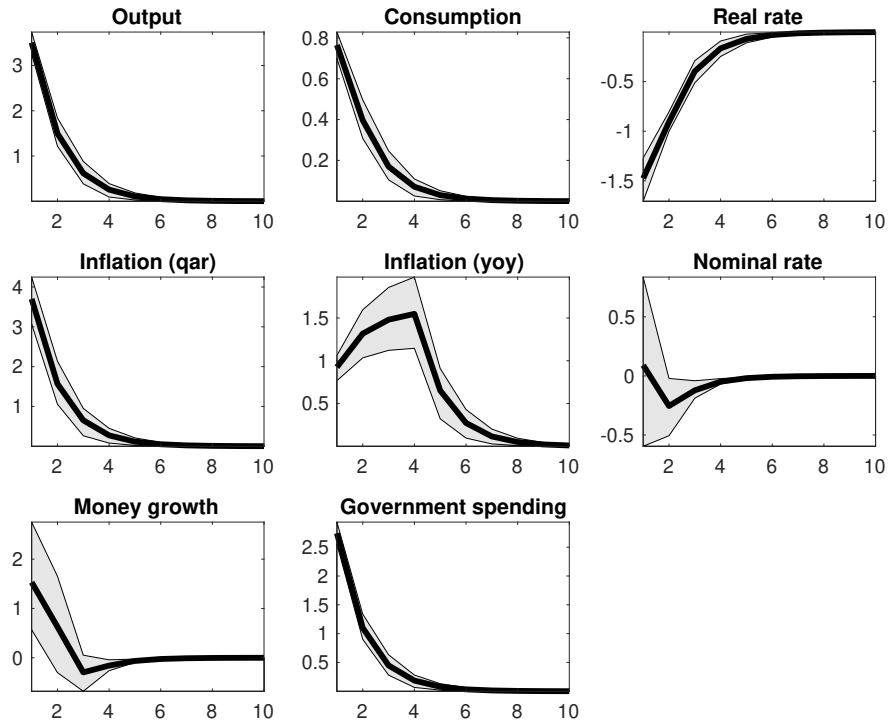 Output
Consumption
Real rate
3
2
1
2 4 6 8 10
0.8
0.6
0.4
0.2
2 4 6 8 10
-0.5
-1
-1.5
2 4 6 8 10
Inflation (qar)
Inflation (yoy)
Nominal rate
4
3
2
1
2 4 6 8 10
1.5
1
0.5
2 4 6 8 10
0.5
0
-0.5
2 4 6 8 10
Money growth
Government spending
2
1
0
2 4 6 8 10
2.5
2
1.5
1
0.5
2 4 6 8 10